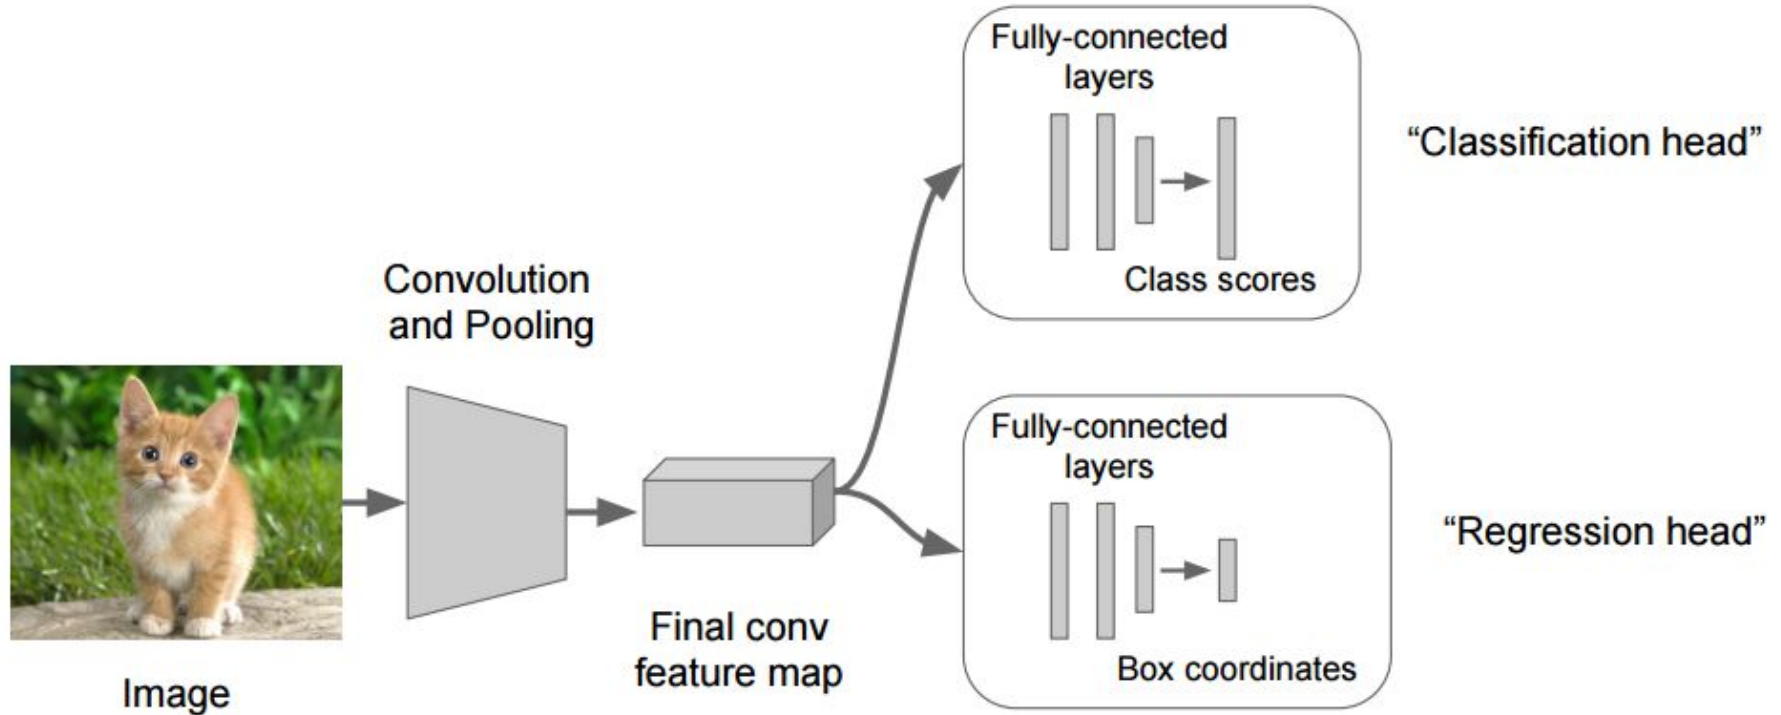 Image
Convolution
and Pooling
Final conv
feature map
Fully-connected
layers
Class scores
“Classification head”
Fully-connected
layers
Box coordinates
“Regression head”